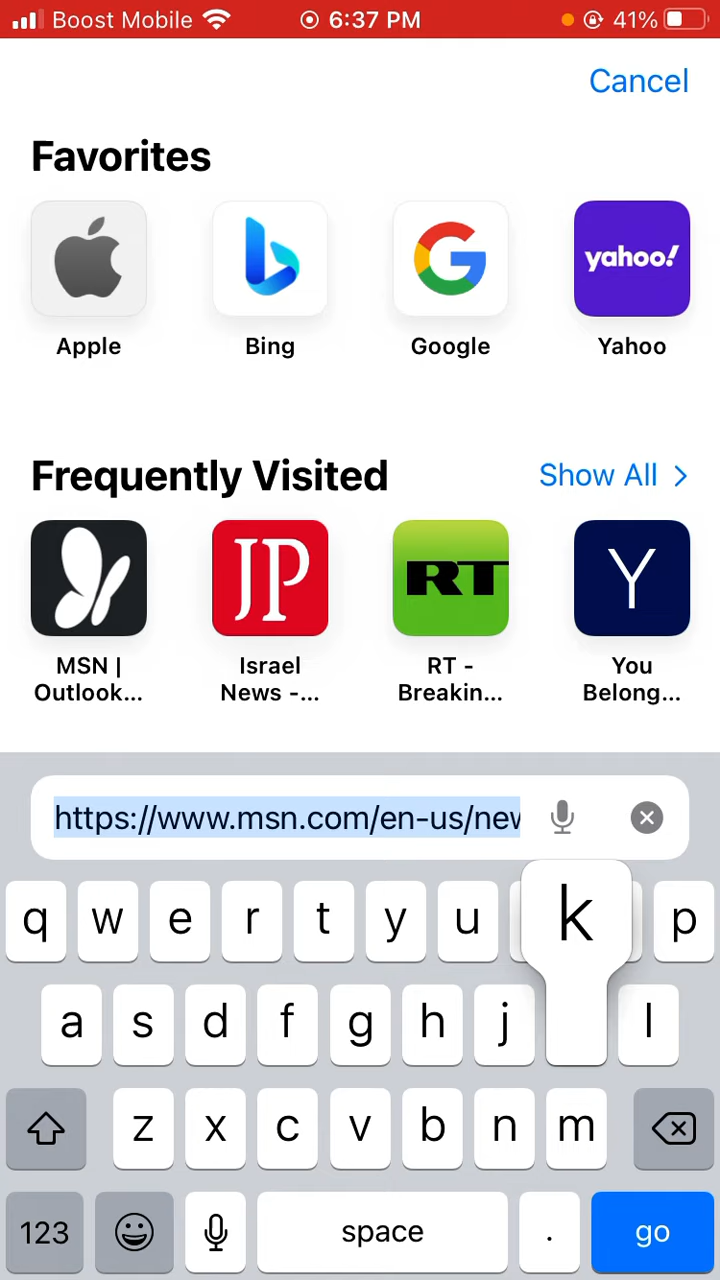 Boost Mobile 6:37 PM 41%
Cancel
Favorites
yahoo!
Apple Bing Google Yahoo
Frequently Visited Show All >
JP RT Y
MSN | Israel RT - You
Outlook... News -... Breakin... Belong...
https://www.msn.com/en-us/new
q w e r t y u k p
a s d f g h j l
z x c v b n m
123 space . go